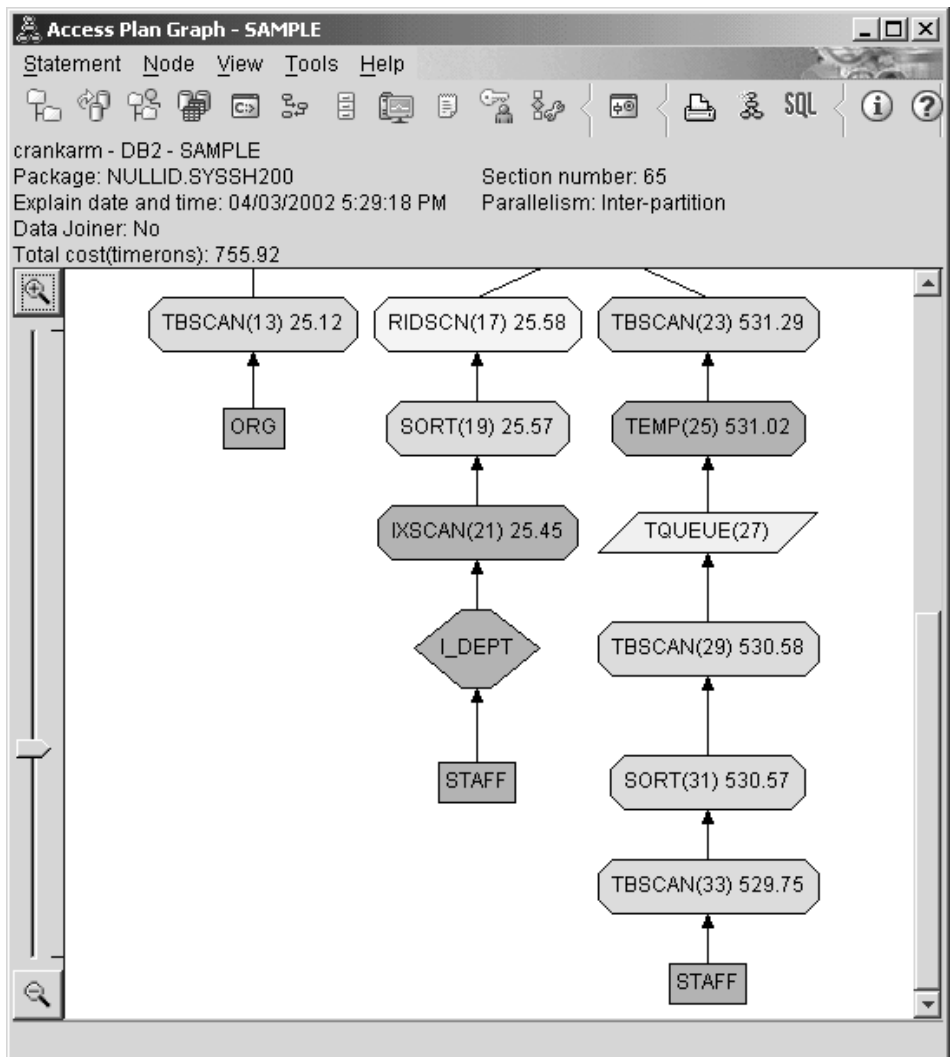 Access Plan Graph - SAMPLE
Statement Node View Tools Help
C:>
SQL
i
?
crankarm - DB2 - SAMPLE
Package: NULLID.SYSSH200 Section number: 65
Explain date and time: 04/03/2002 5:29:18 PM Parallelism: Inter-partition
Data Joiner: No
Total cost(timerons): 755.92
TBSCAN(13) 25.12 RIDSCN(17) 25.58 TBSCAN(23) 531.29
ORG SORT(19) 25.57 TEMP(25) 531.02
IXSCAN(21) 25.45 TQUEUE(27)
I_DEPT TBSCAN(29) 530.58
STAFF SORT(31) 530.57
TBSCAN(33) 529.75
STAFF